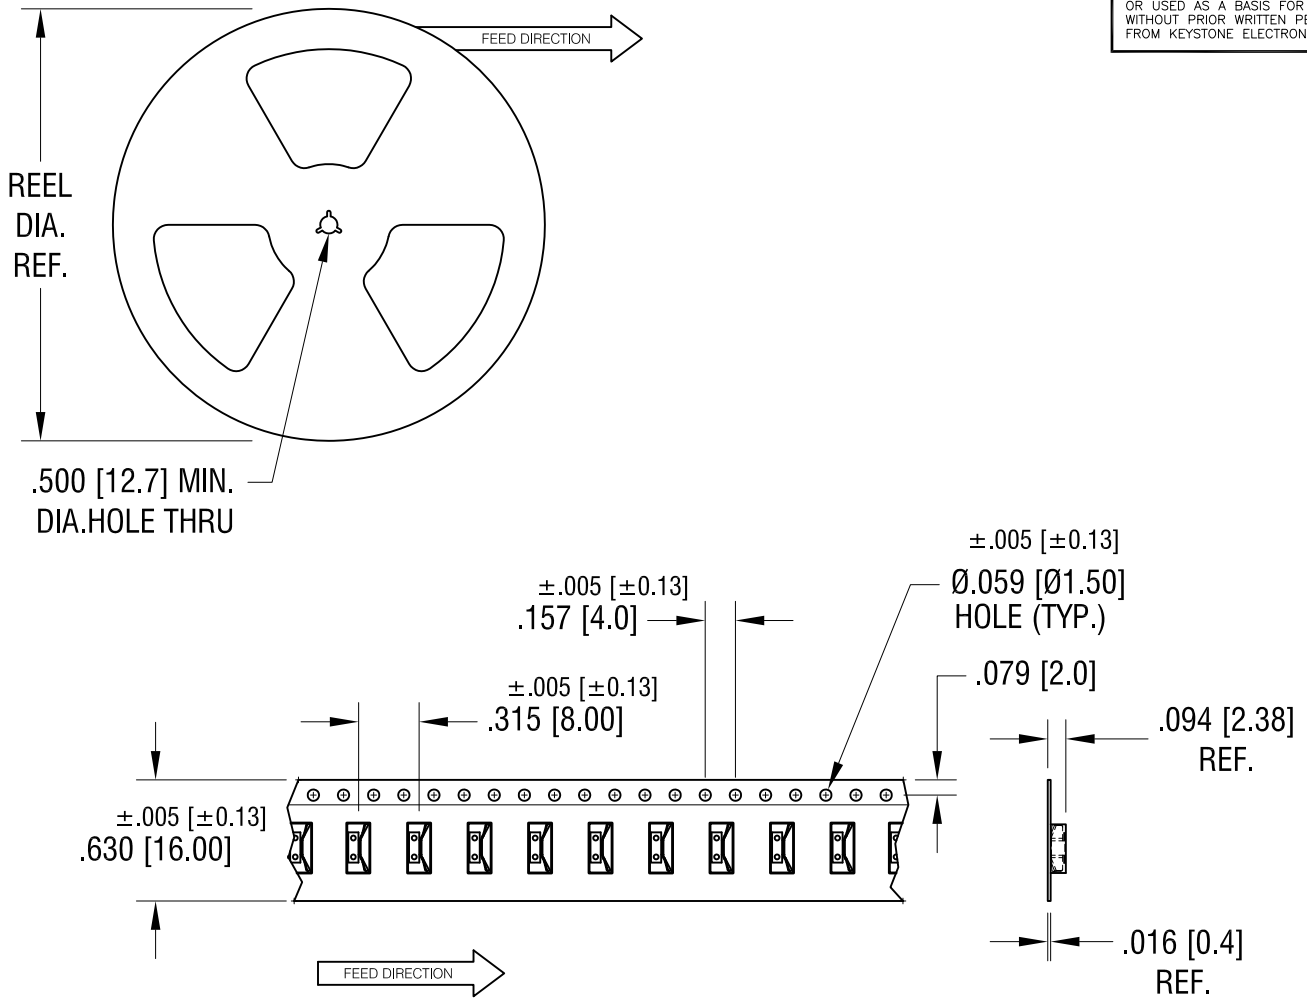 OR USED AS A BASIS FOR
WITHOUT PRIOR WRITTEN
FROM KEYSTONE
FEED DIRECTION
REEL
DIA.
REF.
.500 [12.7] MIN.
DIA.HOLE THRU
±.005 [±0.13]
Ø.059 [Ø1.50]
HOLE (TYP.)
±.005 [±0.13]
.157 [4.0]
.079 [2.0]
±.005 [±0.13]
.315 [8.00]
.094 [2.38]
REF.
±.005 [±0.13]
.630 [16.00]
.016 [0.4]
REF.
FEED DIRECTION